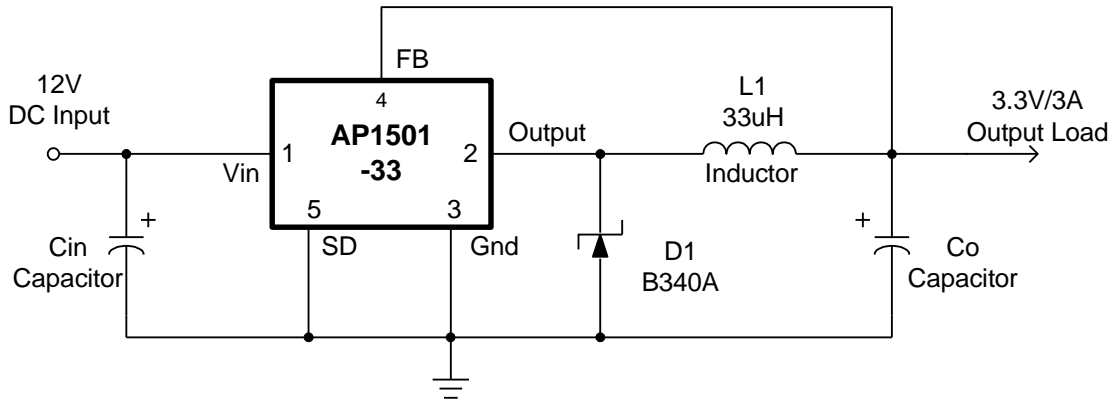 FB
12V
DC Input
4
AP1501
-33
1
2
Vin
Output
5
3
SD
Gnd
L1
33uH
Inductor
3.3V/3A
Output Load
+
Cin
Capacitor
D1
B340A
+
Co
Capacitor